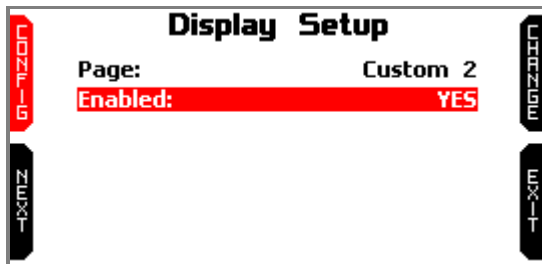 Display Setup
CONFIG
CHANGE
Page: Custom 2
Enabled: YES
NEXT
EXIT